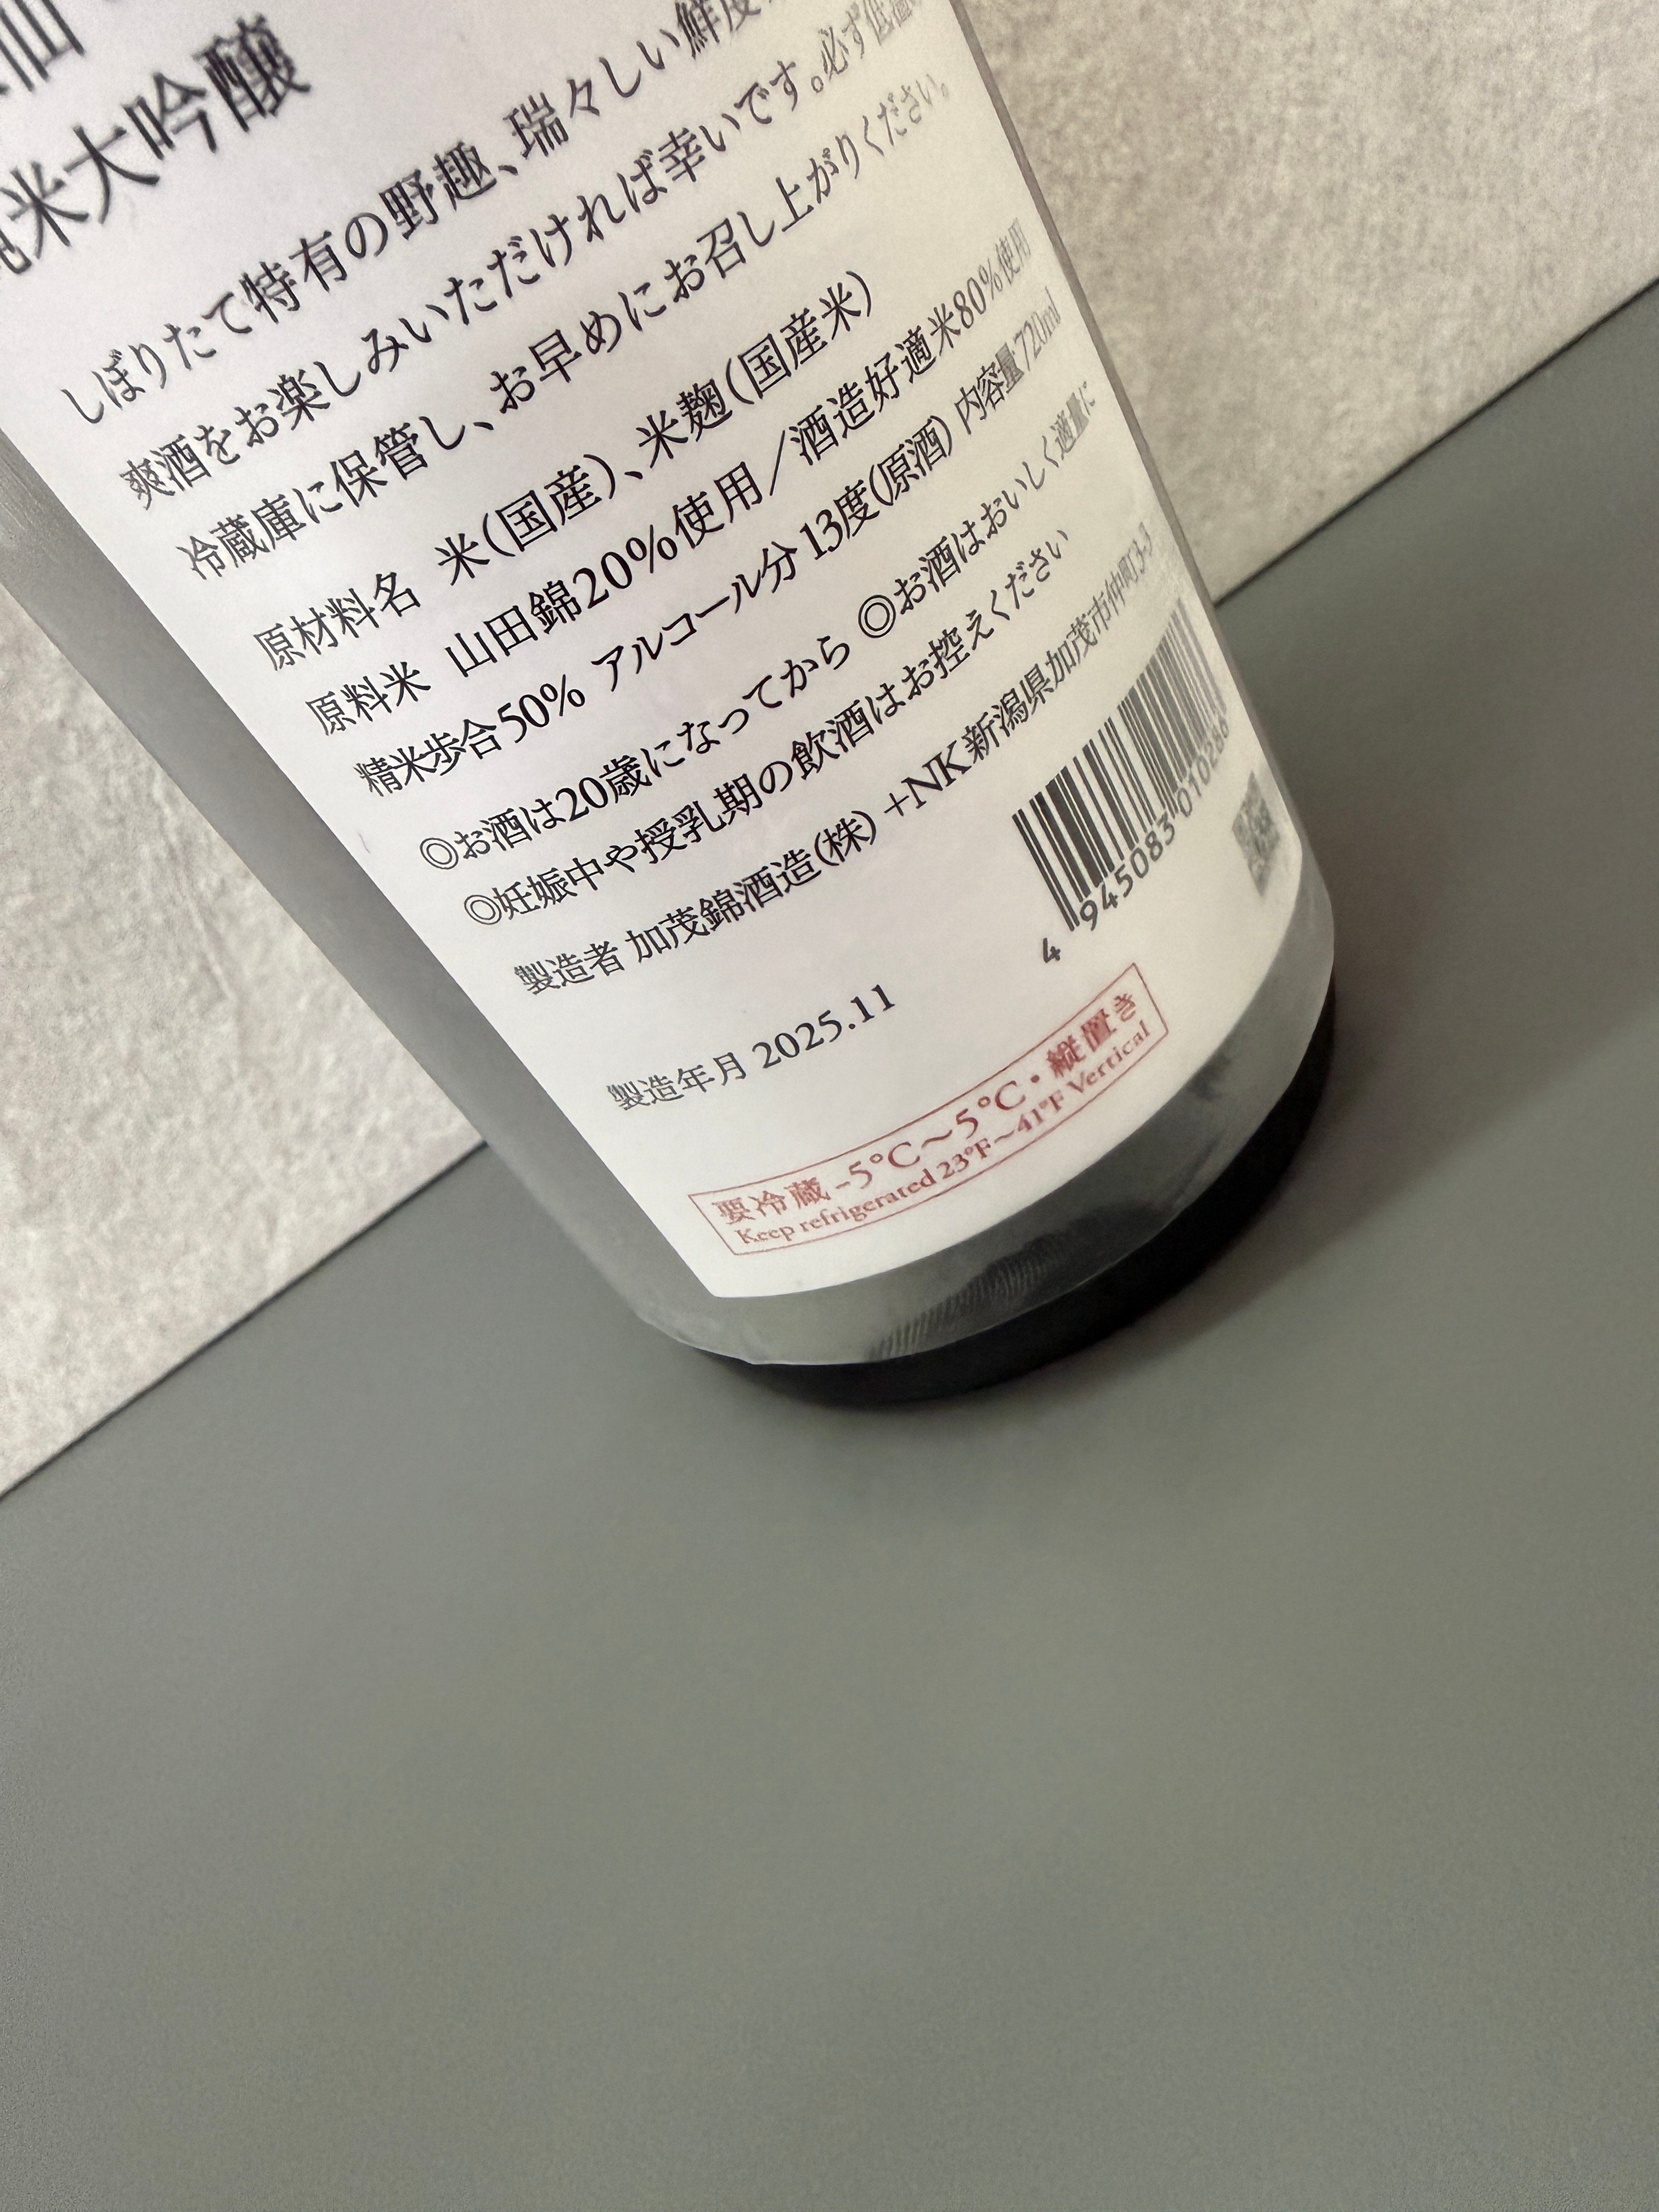 仙
米大吟醸
しぼりたて特有の野趣、瑞々しい鮮度
爽酒をお楽しみいただければ幸いです。必ず低温
冷蔵庫に保管し、お早めにお召し上がりください。
原材料名 米(国産)、米麹(国産米)
原料米 山田錦20%使用/酒造好適米80%使用
精米歩合50% アルコール分 13度(原酒) 内容量 720ml
◎お酒は20歳になってから ◎お酒はおいしく適量に
◎妊娠中や授乳期の飲酒はお控えください
製造者 加茂錦酒造(株) +NK 新潟県加茂市仲町3-3
4 945083 010286
製造年月 2025.11
要冷蔵 -5℃~5℃・縦置き
Keep refrigerated 23°F~41°F Vertical